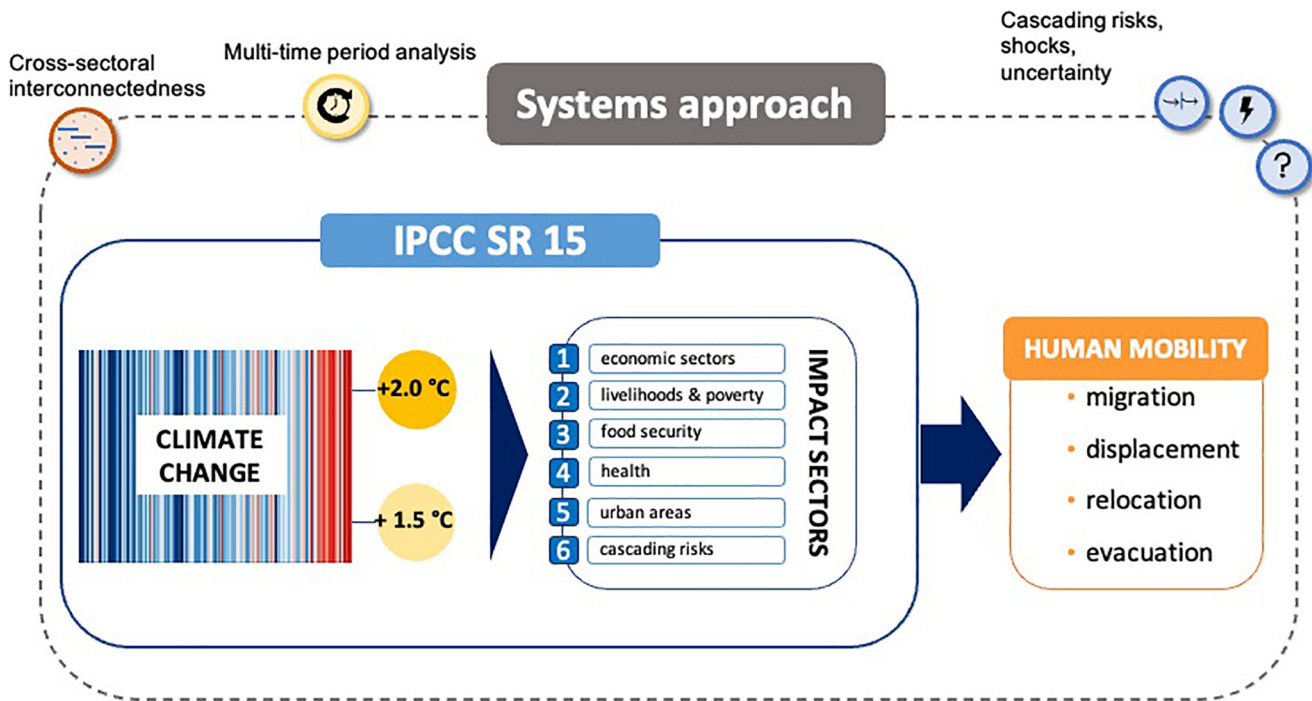 Cross-sectoral
interconnectedness
Multi-time period analysis
Systems approach
Cascading risks,
shocks,
uncertainty
?
IPCC SR 15
CLIMATE
CHANGE
+2.0 °C
+ 1.5 °C
1 economic sectors
2 livelihoods & poverty
3 food security
4 health
5 urban areas
6 cascading risks
IMPACT SECTORS
HUMAN MOBILITY
• migration
• displacement
• relocation
• evacuation